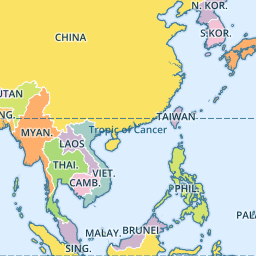 N. KOR.
S.KOR.
CHINA
UTAN
TAIWAN
Tropic of Cancer
MYAN.
LAOS
THAI.
VIET.
CAMB.
PHIL.
PAL
MALAY.
BRUNEI
SING.